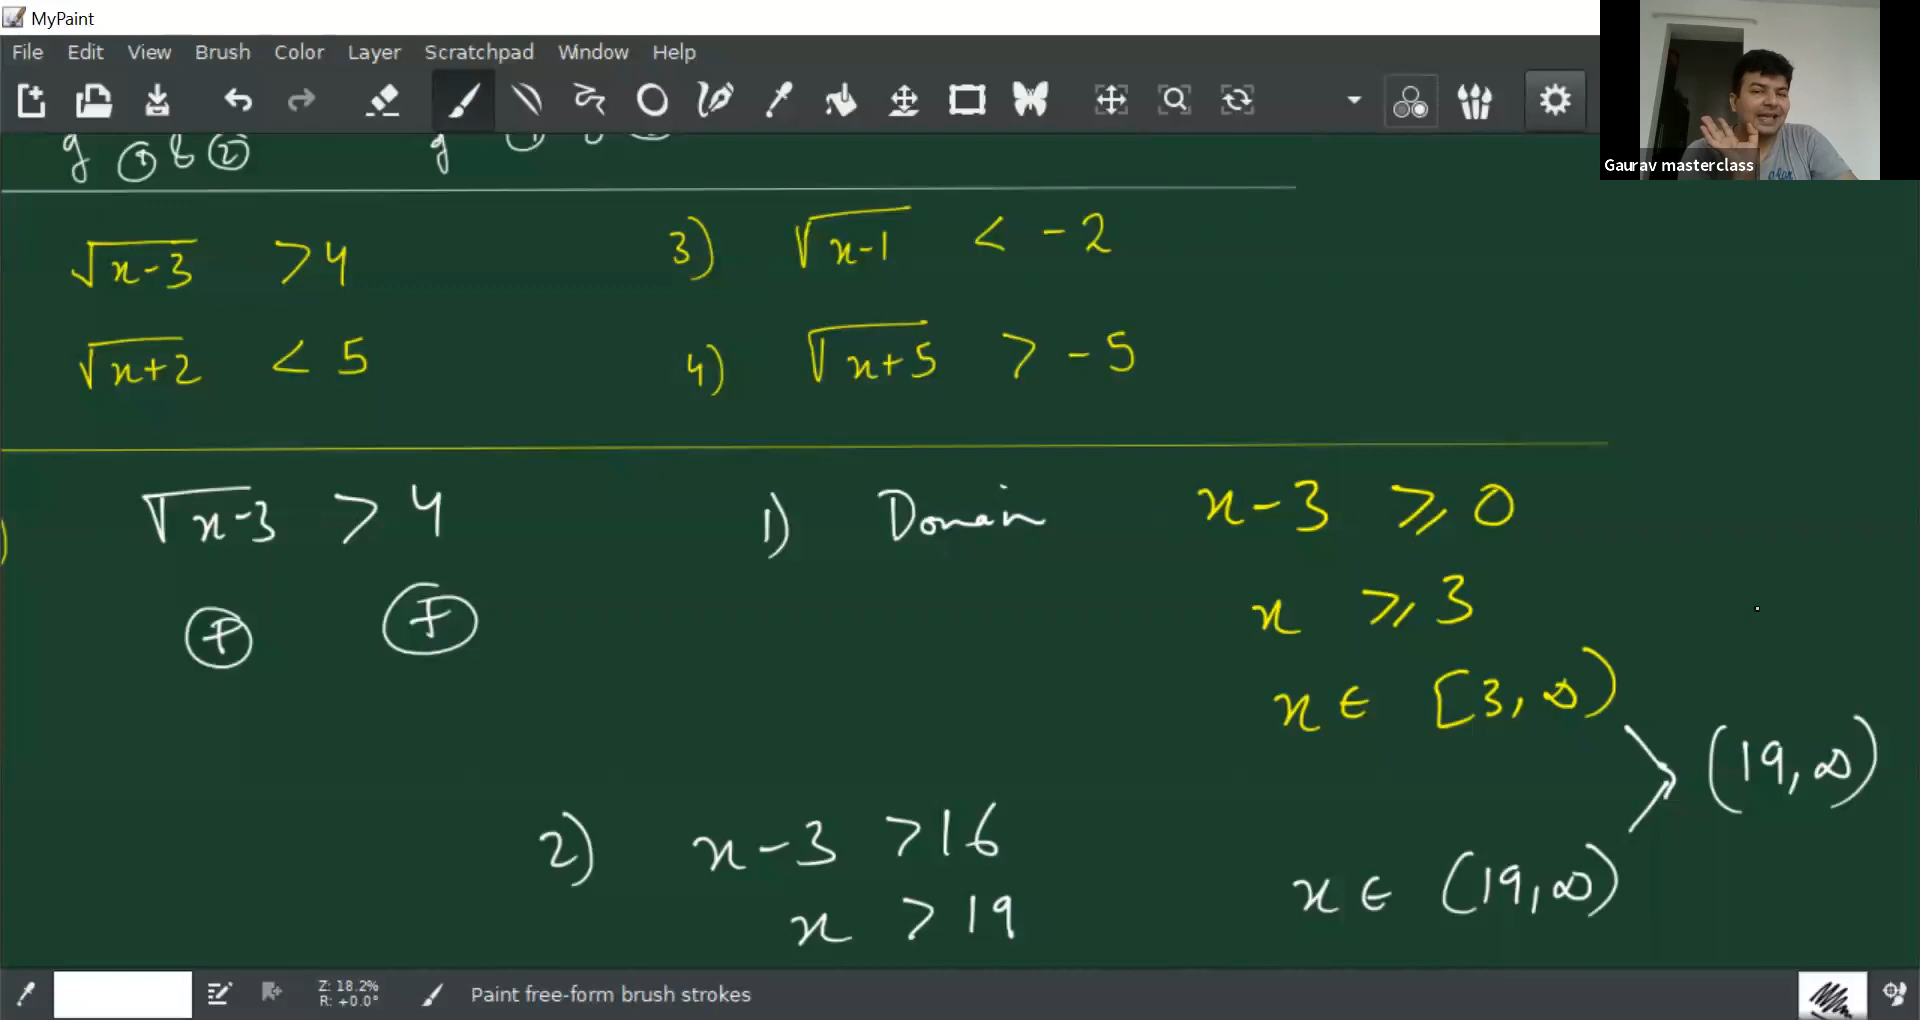 MyPaint
File Edit View Brush Color Layer Scratchpad Window Help
Gaurav masterclass
g ① & ② g
√x-3 > 4 3) √x-1 < -2
√x+2 < 5 4) √x+5 > -5
√x-3 > 4 1) Domain x-3 ≥ 0
+ + x ≥ 3
x ∈ [3, ∞)
(19, ∞)
2) x-3 > 16
x ∈ (19, ∞)
x > 19
Z: 18.2%
R: +0.0°
Paint free-form brush strokes